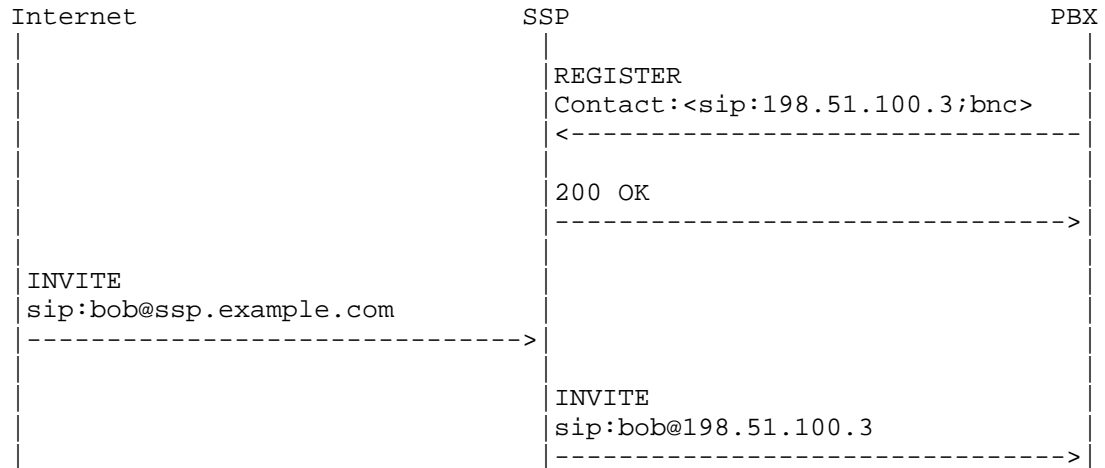 Internet SSP PBX
REGISTER
Contact:<sip:198.51.100.3;bnc>
200 OK
INVITE
sip:bob@ssp.example.com
INVITE
sip:bob@198.51.100.3